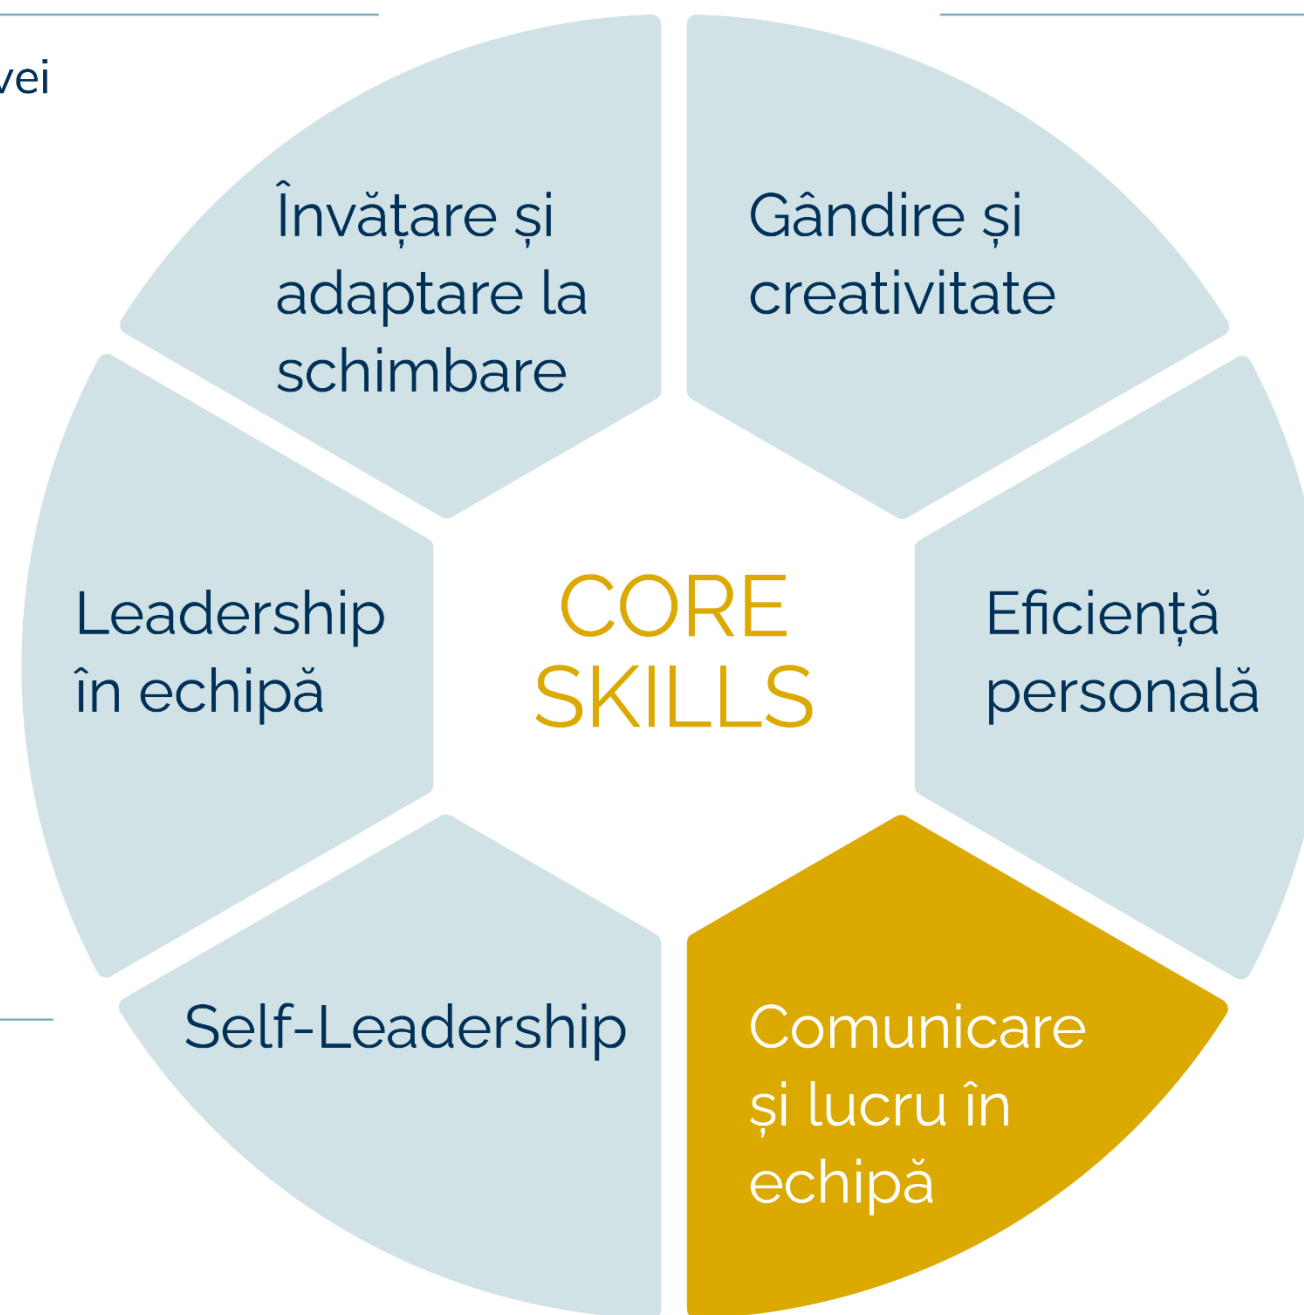 vei
Învățare și
adaptare la
schimbare
Gândire și
creativitate
Leadership
în echipă
CORE
SKILLS
Eficiență
personală
Self-Leadership
Comunicare
și lucru în
echipă